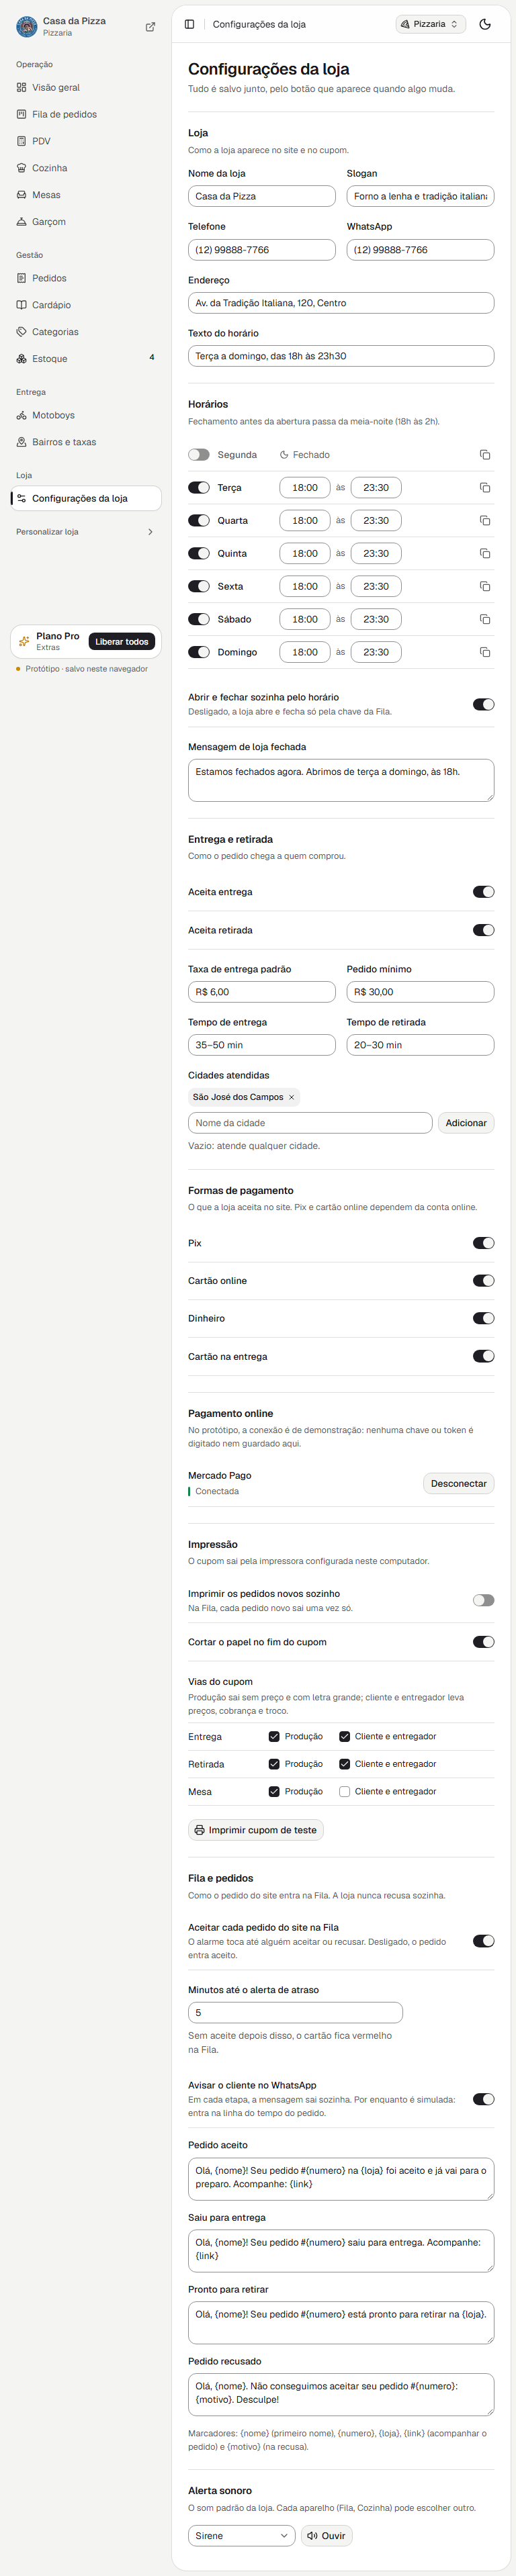 Casa da Pizza
Pizzaria
Operação
Visão geral
Fila de pedidos
PDV
Cozinha
Mesas
Garçom
Gestão
Pedidos
Cardápio
Categorias
Estoque
4
Entrega
Motoboys
Bairros e taxas
Loja
Configurações da loja
Personalizar loja
Plano Pro
Extras
Liberar todos
Protótipo · salvo neste navegador
Configurações da loja
Pizzaria
Configurações da loja
Tudo é salvo junto, pelo botão que aparece quando algo muda.
Loja
Como a loja aparece no site e no cupom.
Nome da loja
Slogan
Casa da Pizza
Forno a lenha e tradição italiana
Telefone
WhatsApp
(12) 99888-7766
(12) 99888-7766
Endereço
Av. da Tradição Italiana, 120, Centro
Texto do horário
Terça a domingo, das 18h às 23h30
Horários
Fechamento antes da abertura passa da meia-noite (18h às 2h).
Segunda
Fechado
Terça 18:00 às 23:30
Quarta 18:00 às 23:30
Quinta 18:00 às 23:30
Sexta 18:00 às 23:30
Sábado 18:00 às 23:30
Domingo 18:00 às 23:30
Abrir e fechar sozinha pelo horário
Desligado, a loja abre e fecha só pela chave da Fila.
Mensagem de loja fechada
Estamos fechados agora. Abrimos de terça a domingo, às 18h.
Entrega e retirada
Como o pedido chega a quem comprou.
Aceita entrega
Aceita retirada
Taxa de entrega padrão
Pedido mínimo
R$ 6,00
R$ 30,00
Tempo de entrega
Tempo de retirada
35–50 min
20–30 min
Cidades atendidas
São José dos Campos ×
Nome da cidade
Adicionar
Vazio: atende qualquer cidade.
Formas de pagamento
O que a loja aceita no site. Pix e cartão online dependem da conta online.
Pix
Cartão online
Dinheiro
Cartão na entrega
Pagamento online
No protótipo, a conexão é de demonstração: nenhuma chave ou token é
digitado nem guardado aqui.
Mercado Pago
Conectada
Desconectar
Impressão
O cupom sai pela impressora configurada neste computador.
Imprimir os pedidos novos sozinho
Na Fila, cada pedido novo sai uma vez só.
Cortar o papel no fim do cupom
Vias do cupom
Produção sai sem preço e com letra grande; cliente e entregador leva
preços, cobrança e troco.
Entrega Produção Cliente e entregador
Retirada Produção Cliente e entregador
Mesa Produção Cliente e entregador
Imprimir cupom de teste
Fila e pedidos
Como o pedido do site entra na Fila. A loja nunca recusa sozinha.
Aceitar cada pedido do site na Fila
O alarme toca até alguém aceitar ou recusar. Desligado, o pedido
entra aceito.
Minutos até o alerta de atraso
5
Sem aceite depois disso, o cartão fica vermelho
na Fila.
Avisar o cliente no WhatsApp
Em cada etapa, a mensagem sai sozinha. Por enquanto é simulada:
entra na linha do tempo do pedido.
Pedido aceito
Olá, {nome}! Seu pedido #{numero} na {loja} foi aceito e já vai para o
preparo. Acompanhe: {link}
Saiu para entrega
Olá, {nome}! Seu pedido #{numero} saiu para entrega. Acompanhe:
{link}
Pronto para retirar
Olá, {nome}! Seu pedido #{numero} está pronto para retirar na {loja}.
Pedido recusado
Olá, {nome}. Não conseguimos aceitar seu pedido #{numero}:
{motivo}. Desculpe!
Marcadores: {nome} (primeiro nome), {numero}, {loja}, {link} (acompanhar o
pedido) e {motivo} (na recusa).
Alerta sonoro
O som padrão da loja. Cada aparelho (Fila, Cozinha) pode escolher outro.
Sirene
Ouvir